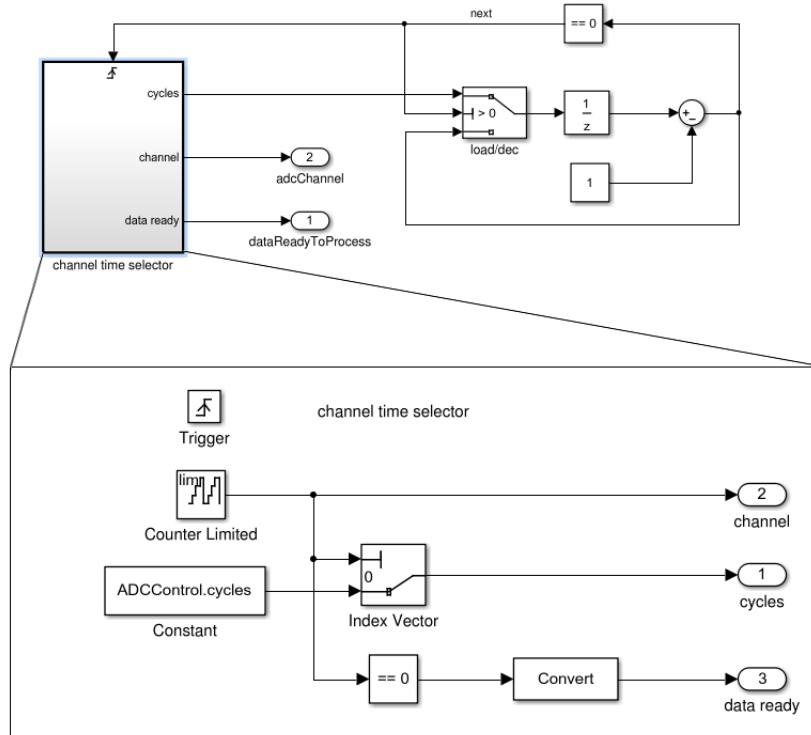 next
== 0
cycles
> 0
1
z
+
−
load/dec
channel
2
adcChannel
1
data ready
1
dataReadyToProcess
channel time selector
channel time selector
Trigger
lim
2
Counter Limited
channel
0
ADCControl.cycles
1
Index Vector
cycles
Constant
== 0
Convert
3
data ready